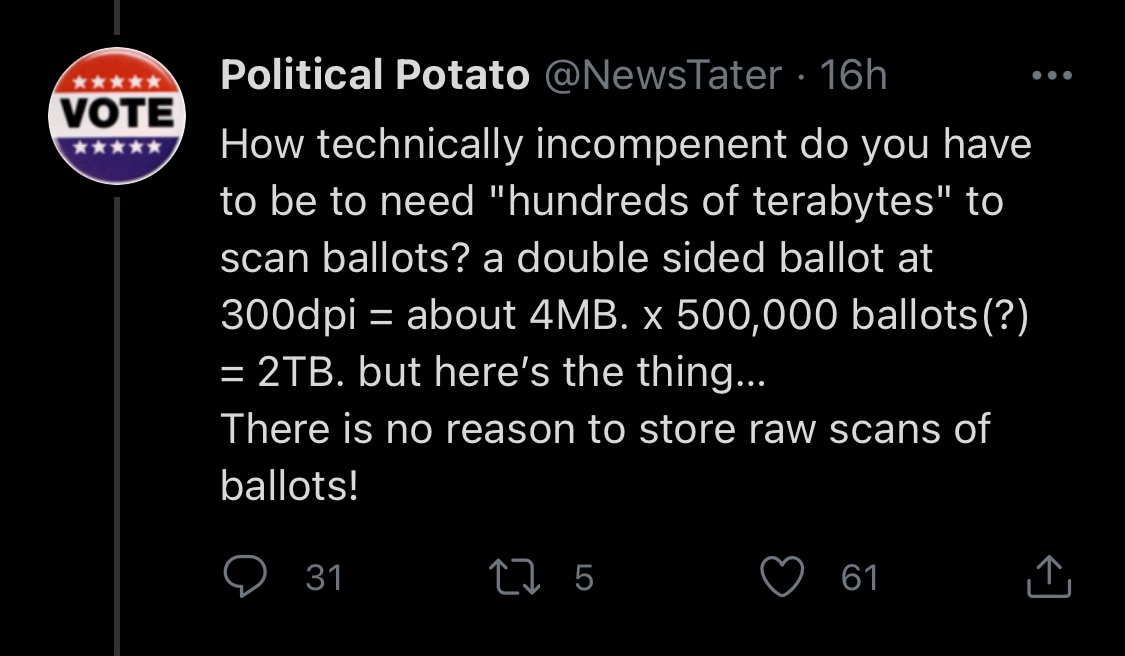 Political Potato @NewsTater · 16h
★★★★★
VOTE
★★★★★
How technically incompenent do you have
to be to need "hundreds of terabytes" to
scan ballots? a double sided ballot at
300dpi = about 4MB. x 500,000 ballots(?)
= 2TB. but here’s the thing...
There is no reason to store raw scans of
ballots!
31 5 61